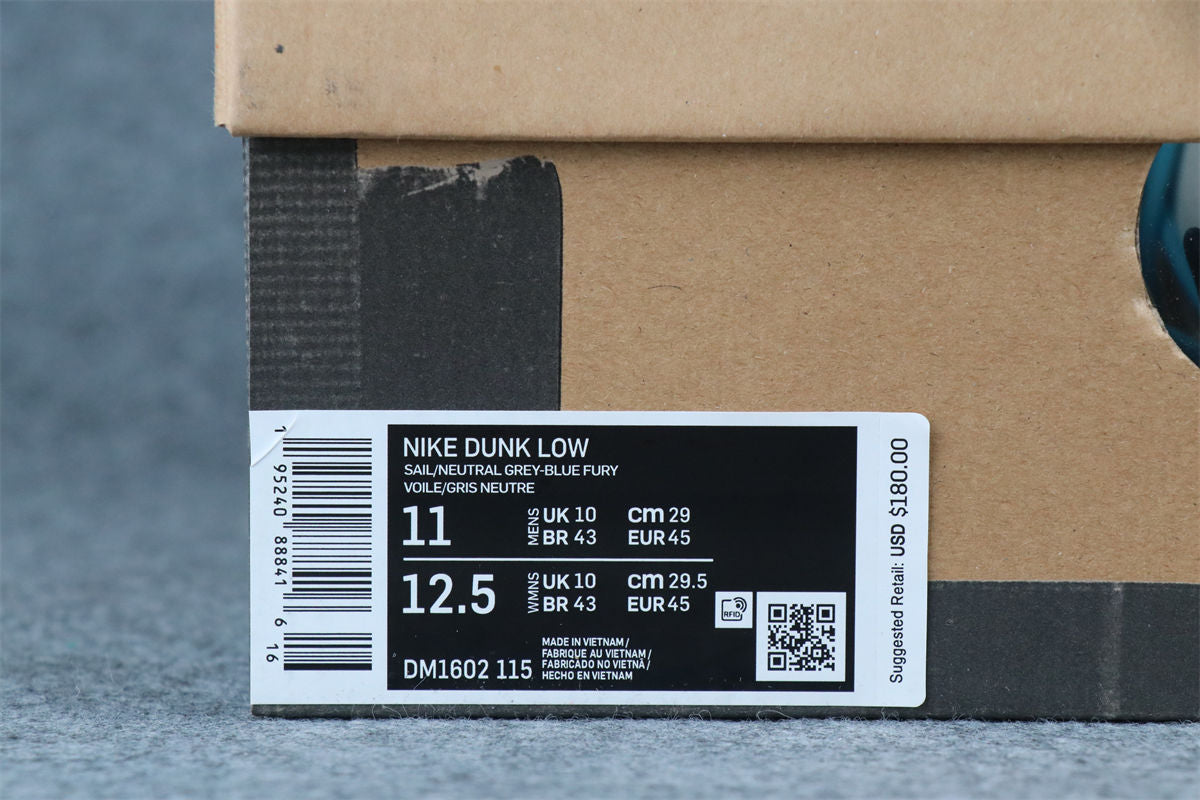 1 95240 88841 6 16
NIKE DUNK LOW
SAIL/NEUTRAL GREY-BLUE FURY
VOILE/GRIS NEUTRE
11 MENS UK 10 cm 29
BR 43 EUR 45
12.5 WMNS UK 10 cm 29.5
BR 43 EUR 45
RFID
MADE IN VIETNAM /
FABRIQUE AU VIETNAM /
FABRICADO NO VIETNÃ /
HECHO EN VIETNAM
DM1602 115
Suggested Retail: USD $180.00